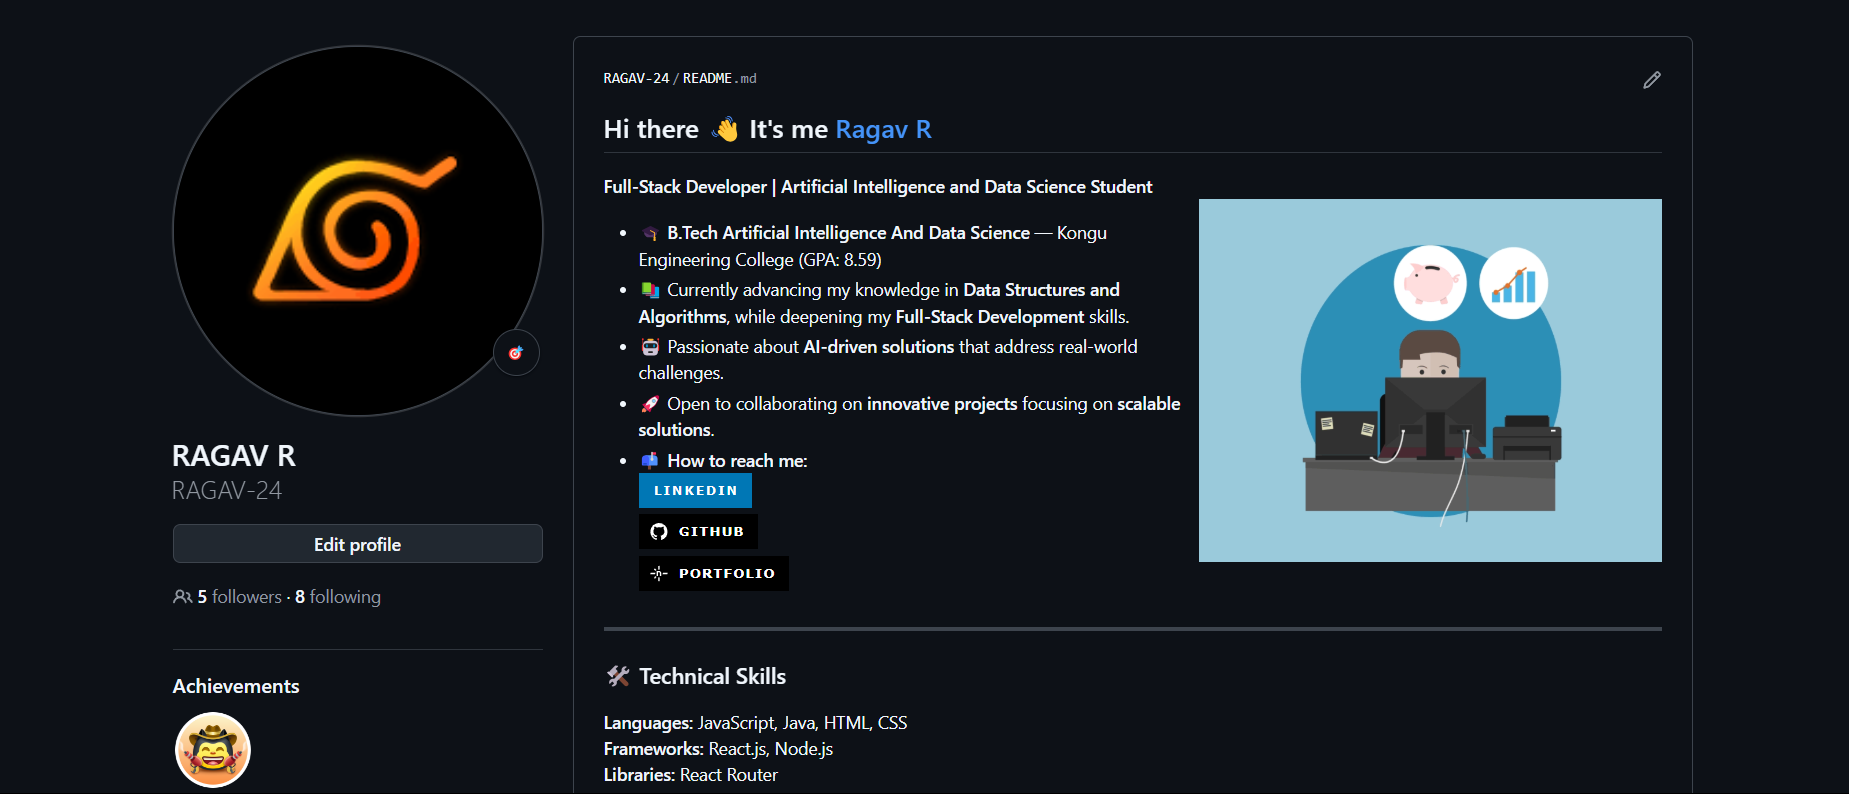 RAGAV R
RAGAV-24
Edit profile
5 followers · 8 following
Achievements
RAGAV-24 / README.md
Hi there 👋 It's me Ragav R
Full-Stack Developer | Artificial Intelligence and Data Science Student
• 🎓 B.Tech Artificial Intelligence And Data Science — Kongu
Engineering College (GPA: 8.59)
• 📚 Currently advancing my knowledge in Data Structures and
Algorithms, while deepening my Full-Stack Development skills.
• 🤖 Passionate about AI-driven solutions that address real-world
challenges.
• 🚀 Open to collaborating on innovative projects focusing on scalable
solutions.
• 📫 How to reach me:
LINKEDIN
GITHUB
PORTFOLIO
🛠 Technical Skills
Languages: JavaScript, Java, HTML, CSS
Frameworks: React.js, Node.js
Libraries: React Router